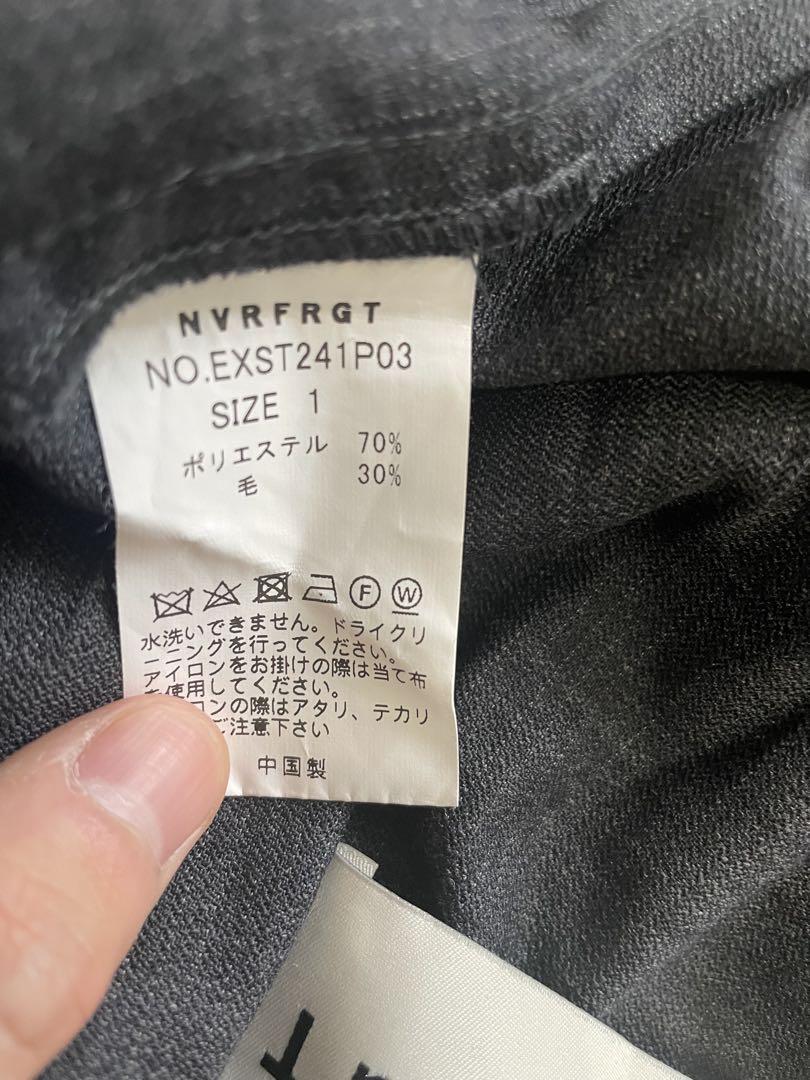 NVRFRGT
NO.EXST241P03
SIZE 1
ポリエステル 70%
毛 30%
F W
水洗いできません。ドライクリ
ーニングを行ってください。
アイロンをお掛けの際は当て布
使用してください。
コンの際はアタリ、テカリ
ご注意下さい
中国製